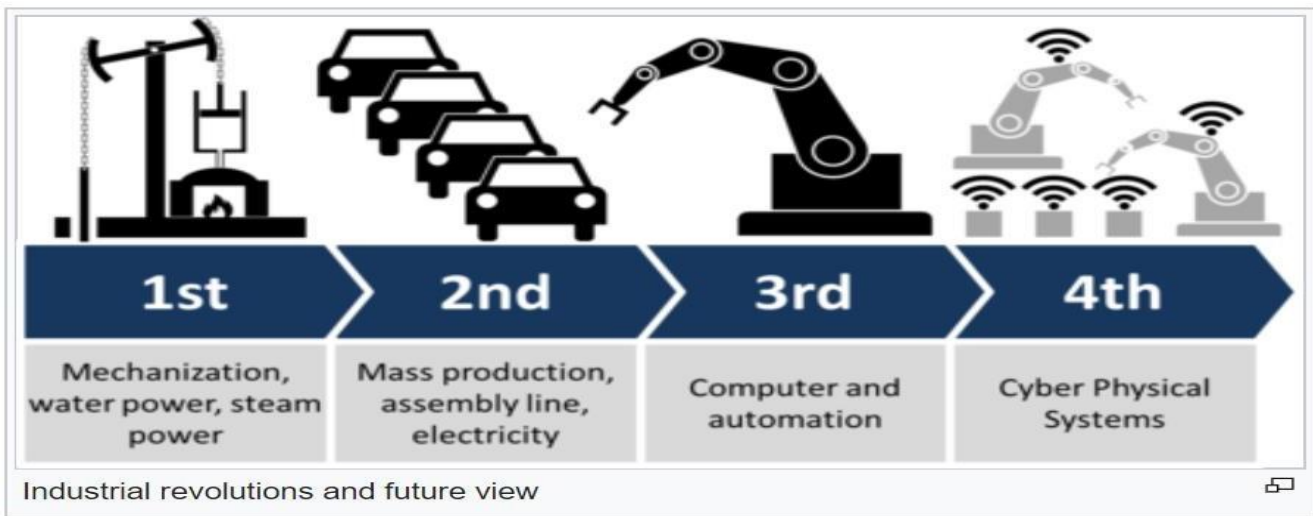 1st
2nd
3rd
4th
Mechanization,
water power, steam
power
Mass production,
assembly line,
electricity
Computer and
automation
Cyber Physical
Systems
Industrial revolutions and future view